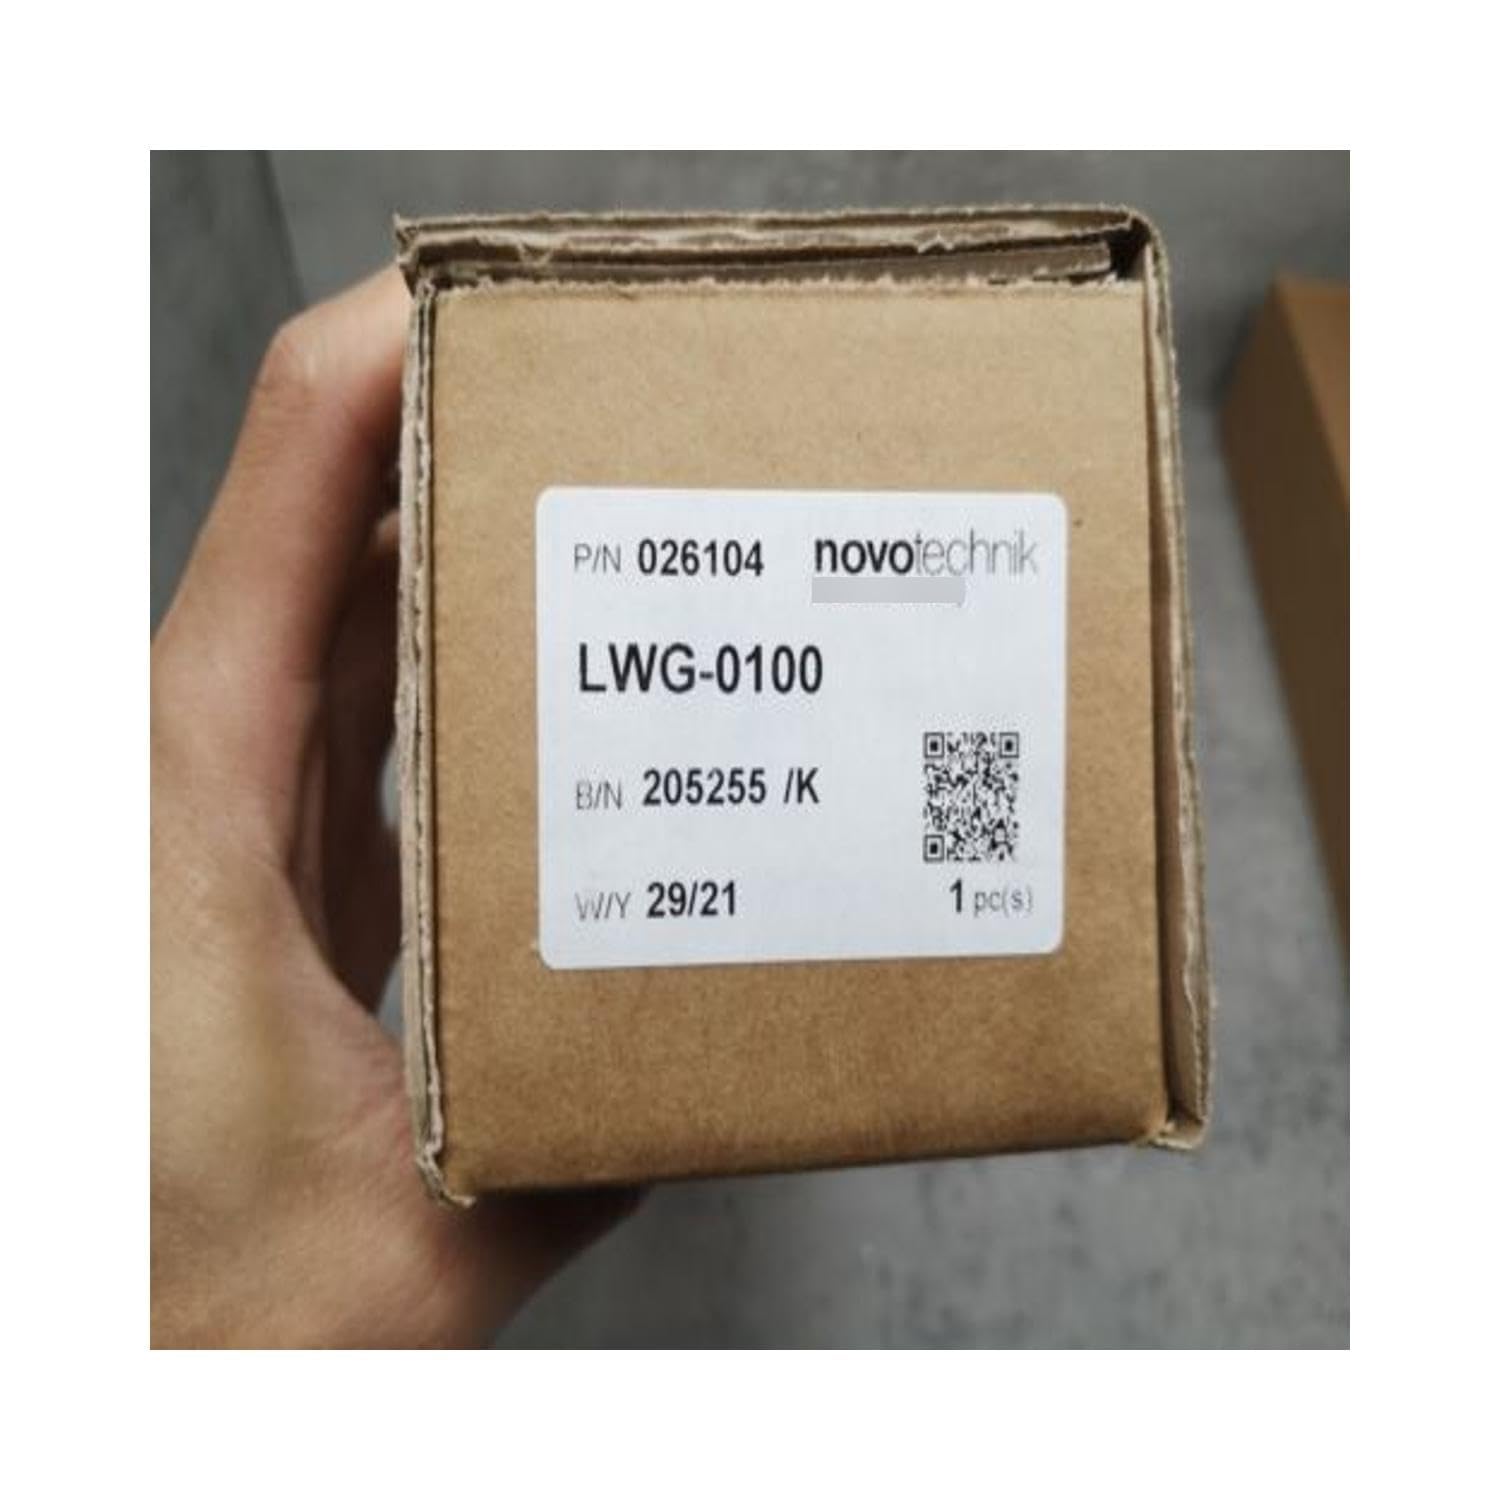 P/N 026104 novotechnik
LWG-0100
B/N 205255 /K
W/Y 29/21
1 pc(s)